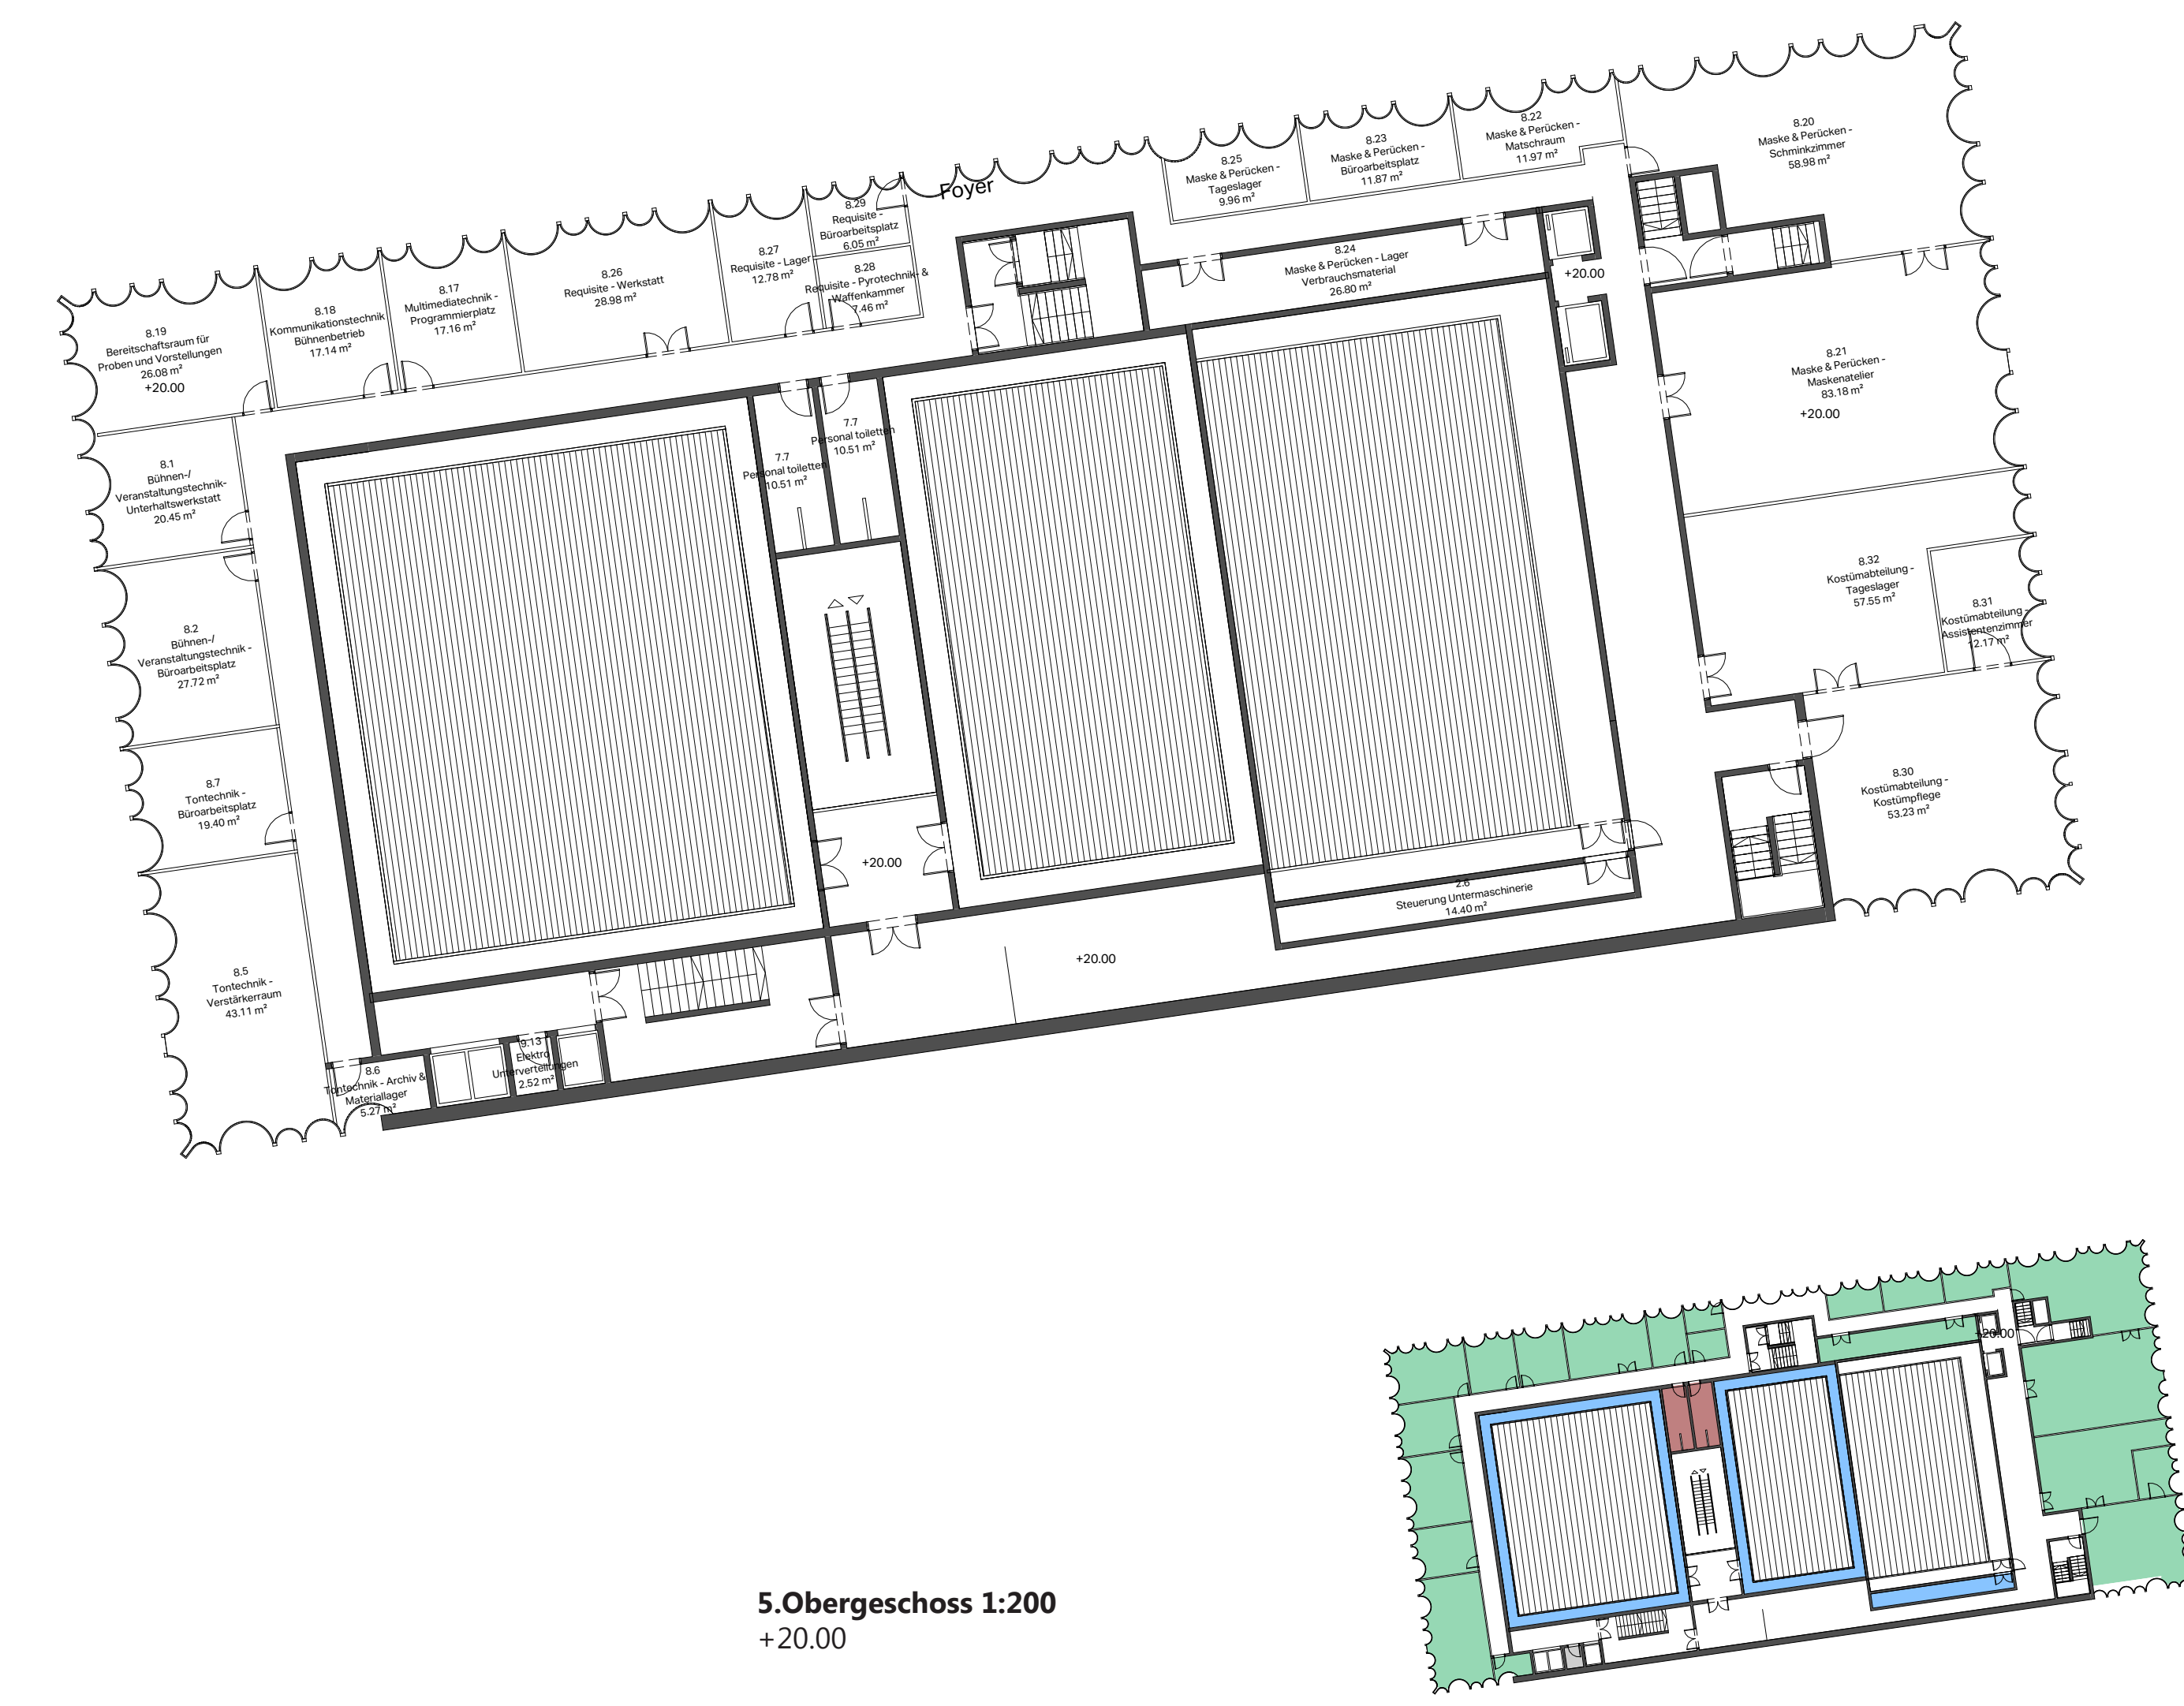 Foyer
8.22
Maske & Perücken -
Matschraum
11.97 m²
8.20
Maske & Perücken -
Schminkzimmer
58.98 m²
8.23
Maske & Perücken -
Büroarbeitsplatz
11.87 m²
8.25
Maske & Perücken -
Tageslager
9.96 m²
8.29
Requisite -
Büroarbeitsplatz
6.05 m²
8.24
Maske & Perücken - Lager
Verbrauchsmaterial
26.80 m²
+20.00
8.27
Requisite - Lager
12.78 m²
8.28
Requisite - Pyrotechnik- &
Waffenkammer
7.46 m²
8.26
Requisite - Werkstatt
28.98 m²
8.17
Multimediatechnik -
Programmierplatz
17.16 m²
8.18
Kommunikationstechnik
Bühnenbetrieb
17.14 m²
8.19
Bereitschaftsraum für
Proben und Vorstellungen
26.08 m²
+20.00
8.21
Maske & Perücken -
Maskenatelier
83.18 m²
+20.00
7.7
Personal toiletten
10.51 m²
7.7
Personal toiletten
10.51 m²
8.1
Bühnen-/
Veranstaltungstechnik-
Unterhaltswerkstatt
20.45 m²
8.32
Kostümabteilung -
Tageslager
57.55 m²
8.31
Kostümabteilung -
Assistentenzimmer
12.17 m²
8.2
Bühnen-/
Veranstaltungstechnik -
Büroarbeitsplatz
27.72 m²
8.7
Tontechnik -
Büroarbeitsplatz
19.40 m²
8.30
Kostümabteilung -
Kostümpflege
53.23 m²
+20.00
2.6
Steuerung Untermaschinerie
14.40 m²
+20.00
8.5
Tontechnik -
Verstärkerraum
43.11 m²
9.13
Elektro
Unterverteilungen
2.52 m²
8.6
Tontechnik - Archiv &
Materiallager
5.27 m²
+20.00
5.Obergeschoss 1:200
+20.00